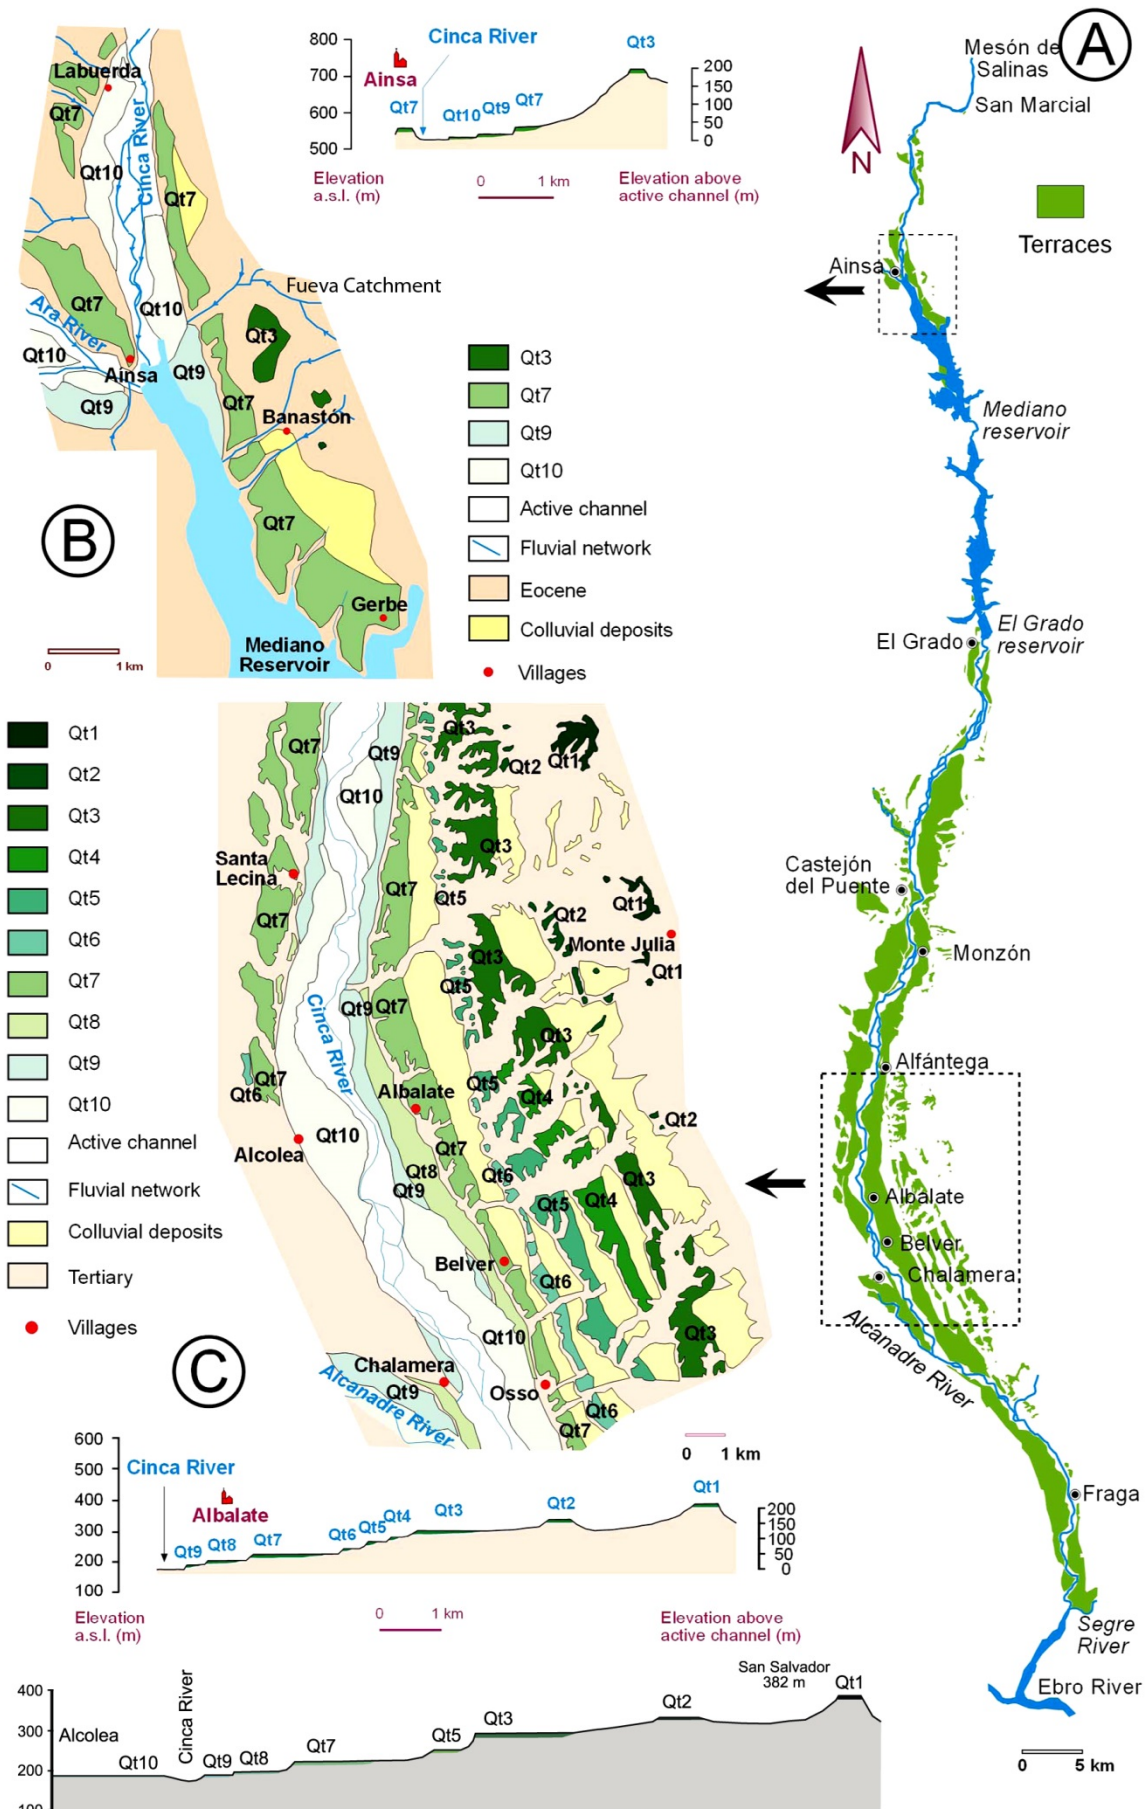 A
Mesón de
Salinas
San Marcial
N
Terraces
Ainsa
Mediano
reservoir
El Grado
El Grado
reservoir
Castejón
del Puente
Monzón
Alfántega
Albalate
Belver
Chalamera
Alcanadre River
Fraga
Segre
River
Ebro River
0 5 km
800
700
600
500
Ainsa
Cinca River
Qt7
Qt10
Qt9
Qt7
Qt3
200
150
100
50
0
Elevation
a.s.l. (m)
0 1 km
Elevation above
active channel (m)
B
Labuerda
Qt7
Cinca River
Qt10
Qt7
Fueva Catchment
Qt7
Ara River
Qt10
Qt3
Qt10
Ainsa
Qt9
Qt9
Qt7
Banastón
Qt7
Gerbe
Mediano
Reservoir
0 1 km
Qt3
Qt7
Qt9
Qt10
Active channel
Fluvial network
Eocene
Colluvial deposits
Villages
Qt1
Qt2
Qt3
Qt4
Qt5
Qt6
Qt7
Qt8
Qt9
Qt10
Active channel
Fluvial network
Colluvial deposits
Tertiary
Villages
C
Qt7
Qt9
Qt3
Qt2
Qt1
Qt10
Qt3
Santa
Lecina
Qt7
Qt5
Qt1
Qt7
Qt2
Monte Julia
Qt3
Qt1
Qt5
Cinca River
Qt9
Qt7
Qt3
Qt7
Qt6
Albalate
Qt5
Qt4
Qt2
Alcolea
Qt10
Qt7
Qt8
Qt9
Qt6
Qt3
Qt5
Qt4
Belver
Qt6
Qt10
Qt3
Chalamera
Qt9
Osso
Alcanadre River
Qt6
Qt7
0 1 km
600
500
400
300
200
100
Cinca River
Albalate
Qt9
Qt8
Qt7
Qt6
Qt5
Qt4
Qt3
Qt2
Qt1
200
150
100
50
0
Elevation
a.s.l. (m)
0 1 km
Elevation above
active channel (m)
400
300
200
100
Alcolea
Qt10
Cinca River
Qt9
Qt8
Qt7
Qt5
Qt3
Qt2
San Salvador
382 m
Qt1